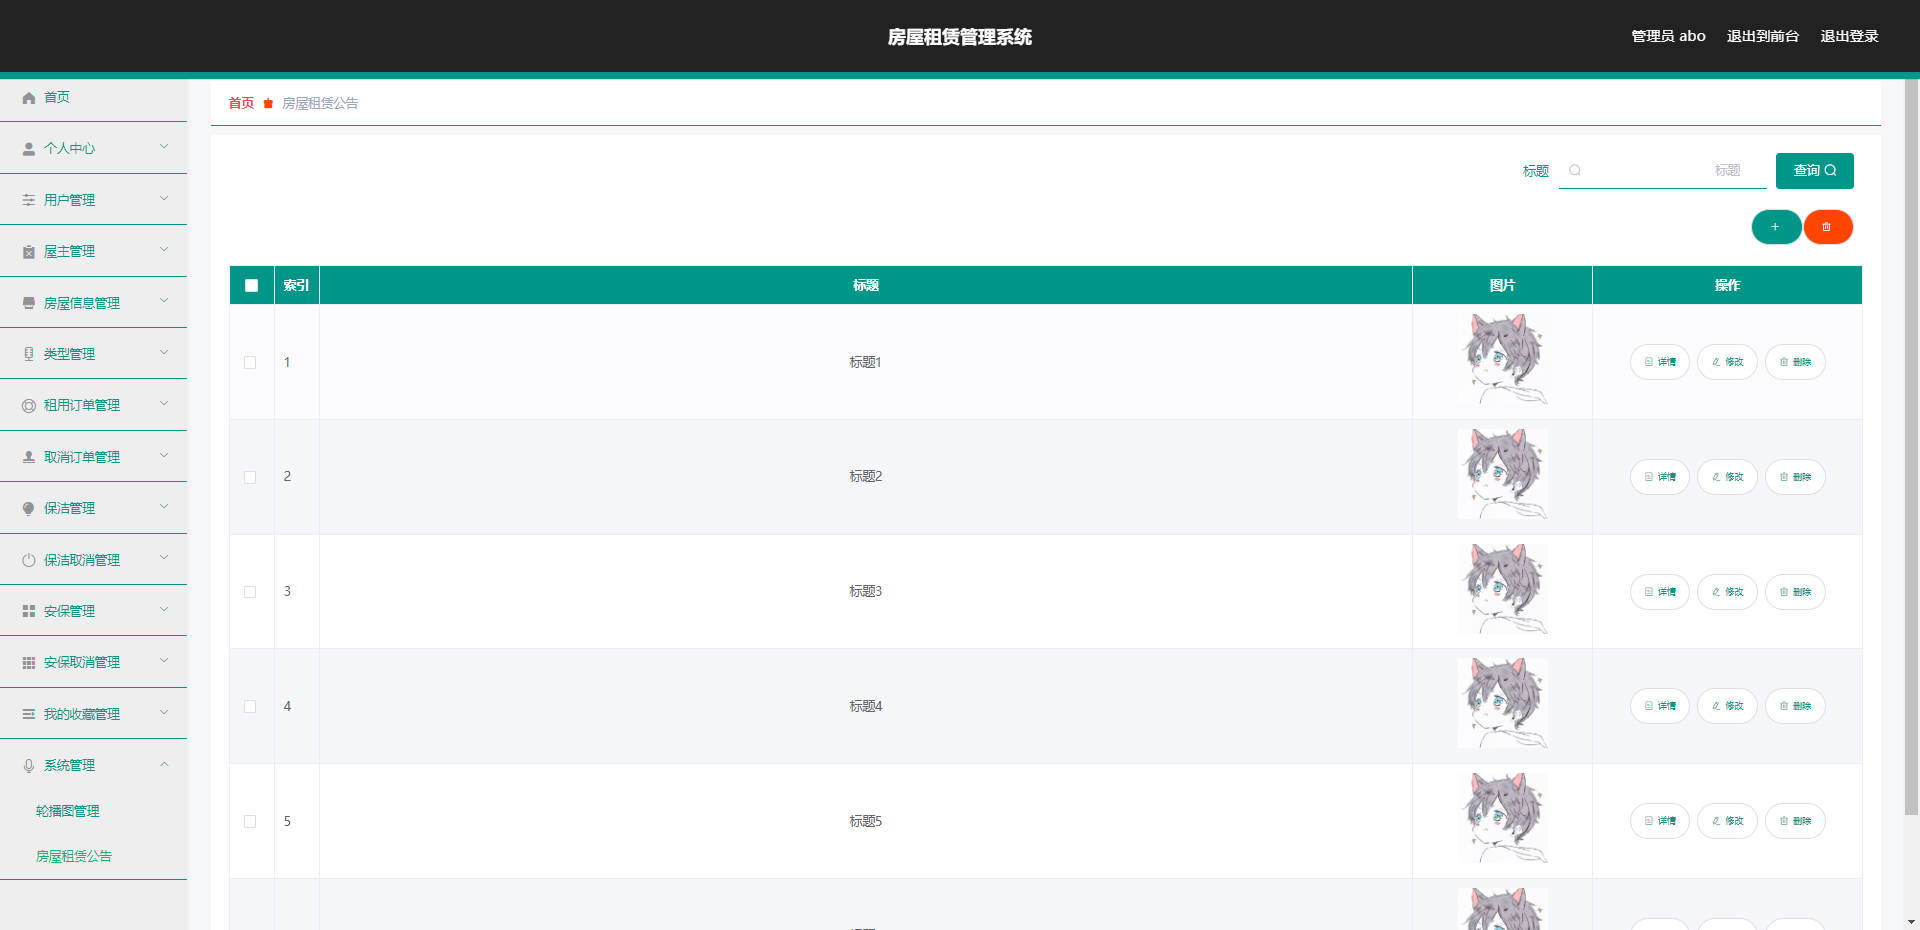 房屋租赁管理系统
管理员 abo 退出到前台 退出登录
首页
个人中心
用户管理
屋主管理
房屋信息管理
类型管理
租用订单管理
取消订单管理
保洁管理
保洁取消管理
安保管理
安保取消管理
我的收藏管理
系统管理
轮播图管理
房屋租赁公告
首页 房屋租赁公告
标题 标题 查询
+
索引 标题 图片 操作
1 标题1 详情 修改 删除
2 标题2 详情 修改 删除
3 标题3 详情 修改 删除
4 标题4 详情 修改 删除
5 标题5 详情 修改 删除